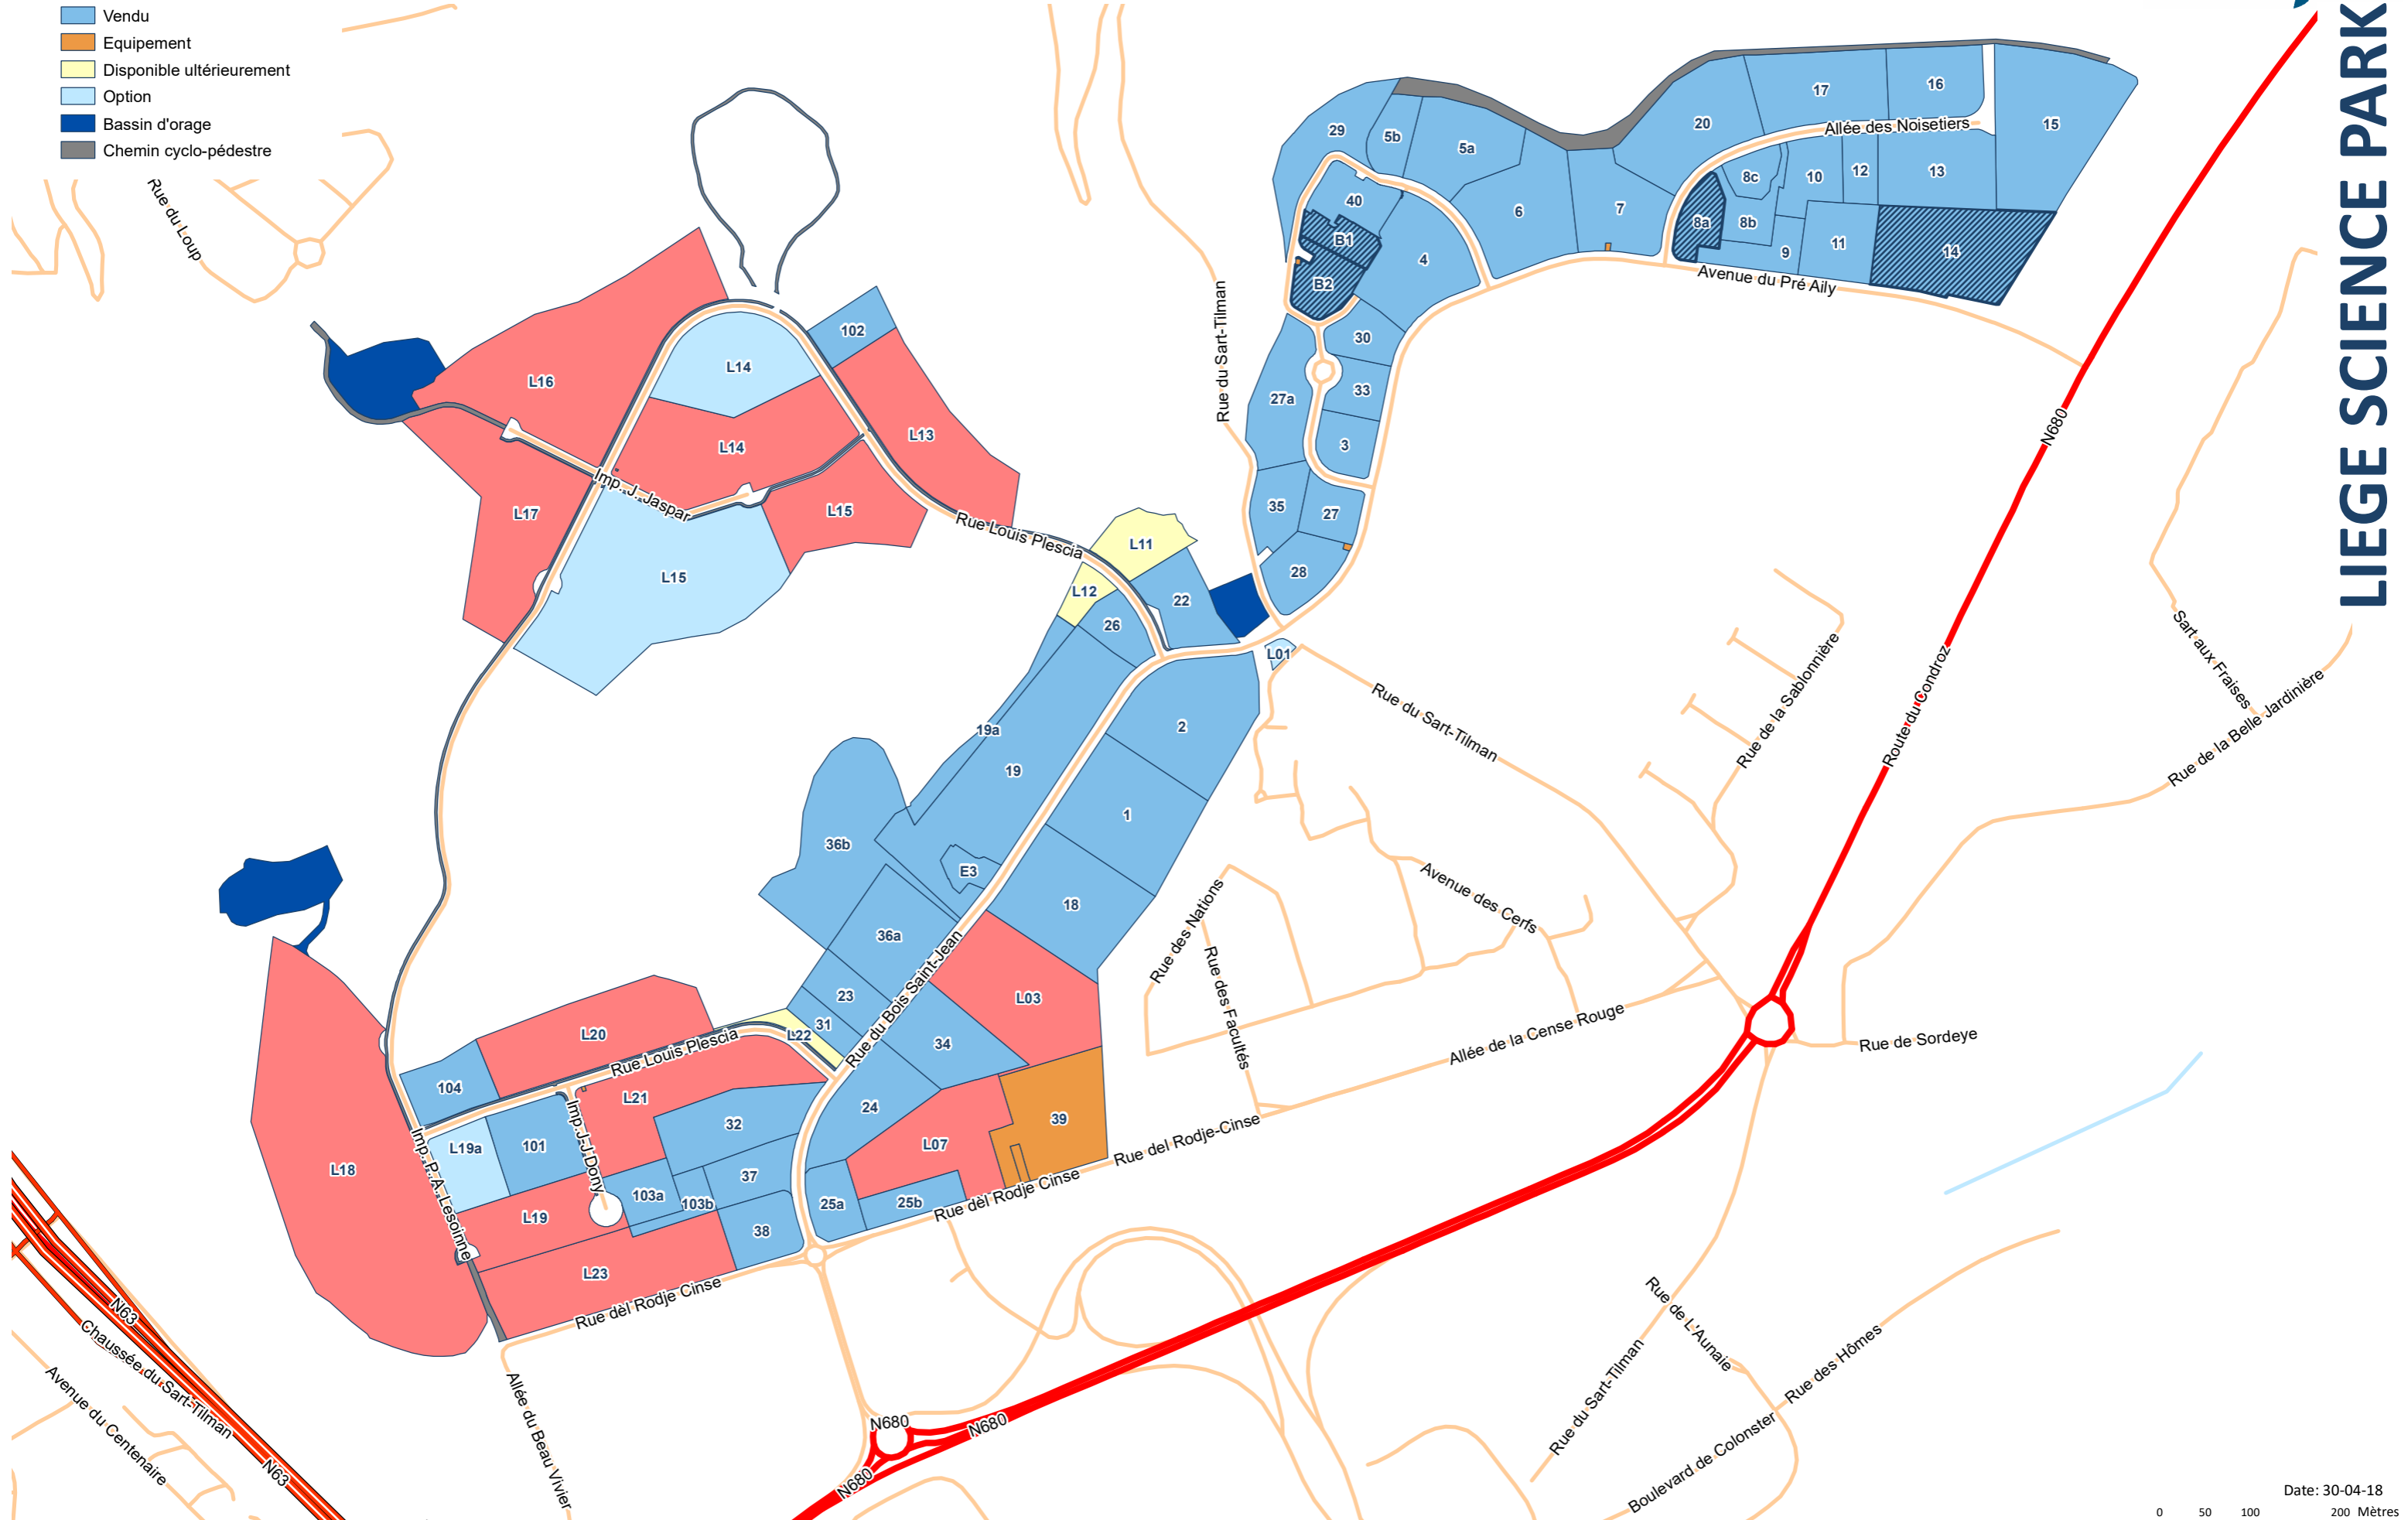 Vendu
Equipement
Disponible ultérieurement
Option
Bassin d'orage
Chemin cyclo-pédestre
LIEGE SCIENCE PARK
Rue du Loup
29
5b
5a
20
17
16
15
Allée des Noisetiers
40
6
7
8c
10
12
13
8a
8b
9
11
14
B1
B2
4
Avenue du Pré Aily
Rue du Sart-Tilman
102
30
L14
L16
33
27a
3
N680
L14
L13
Imp. J. Jaspar
L17
L15
Rue Louis Plescia
35
27
L11
28
L15
L12
22
26
L01
Rue du Sart-Tilman
Rue de la Sablonnière
Route du Condroz
Sart aux Fraises
Rue de la Belle Jardinière
2
19a
19
1
36b
E3
18
36a
Avenue des Cerfs
Rue des Nations
Rue des Facultés
Rue du Bois Saint-Jean
23
L03
31
L22
L20
34
Rue Louis Plescia
Allée de la Cense Rouge
Rue de Sordeye
104
L21
24
39
32
Imp. J-J Dony
L19a
101
L07
Rue del Rodje-Cinse
Imp. P.A. Lesoinne
L18
37
103a
103b
25a
25b
Rue dèl Rodje Cinse
L19
38
L23
Rue dèl Rodje Cinse
N63
Chaussée du Sart-Tilman
Avenue du Centenaire
N63
Allée du Beau Vivier
N680
N680
N680
Rue de L'Aunaie
Rue du Sart-Tilman
Rue des Hômes
Boulevard de Colonster
Date: 30-04-18
0 50 100 200 Mètres